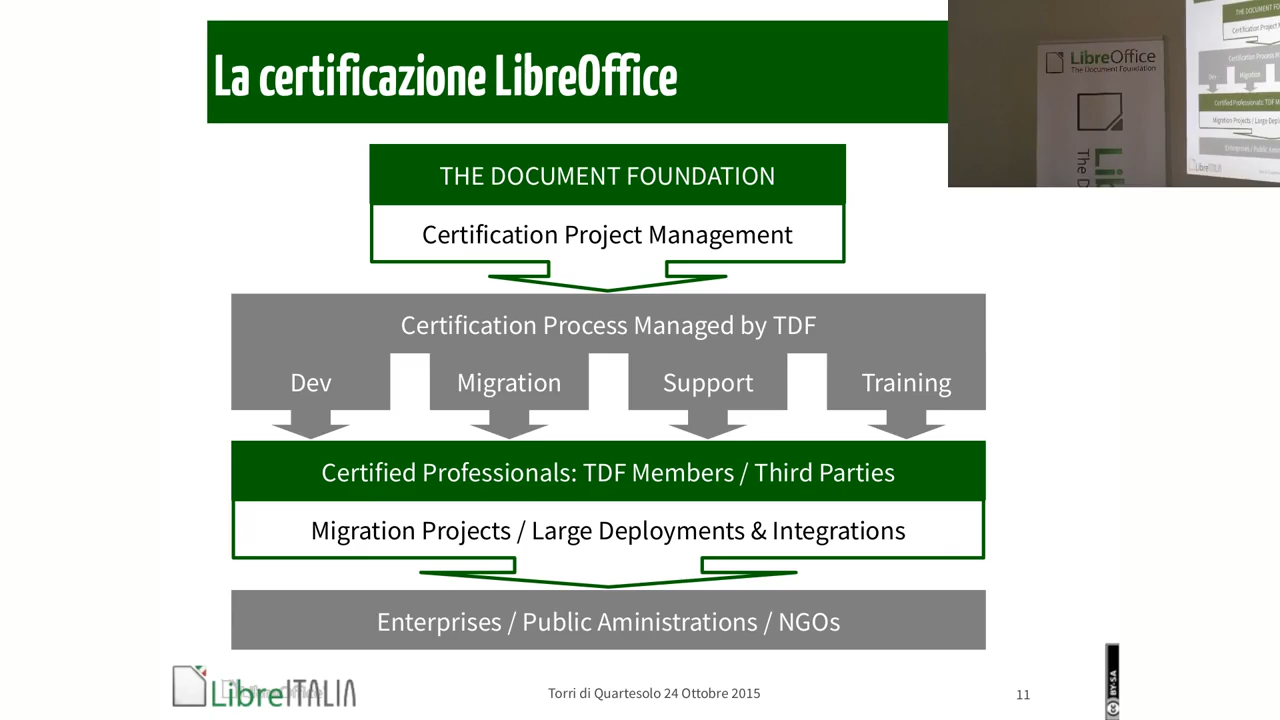 La certificazione LibreOffice
THE DOCUMENT FOUNDATION
Certification Project Management
Certification Process Managed by TDF
Dev
Migration
Support
Training
Certified Professionals: TDF Members / Third Parties
Migration Projects / Large Deployments & Integrations
Enterprises / Public Aministrations / NGOs
LibreITALIA
Torri di Quartesolo 24 Ottobre 2015
11
BY-SA
LibreOffice
The Document Foundation